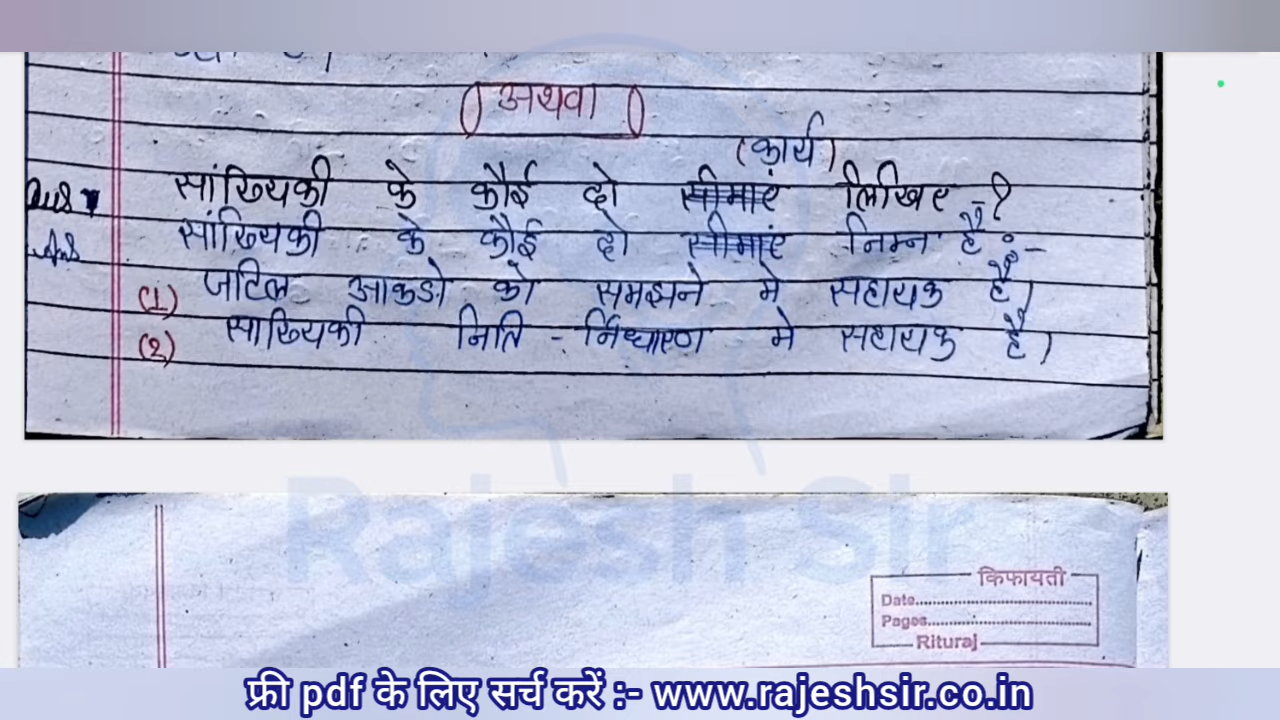 अथवा
(कार्य)
सांख्यिकी के कौई दो सीमाएं लिखिए -?
Ans सांख्यिकी के कौई दो सीमाएं निम्न है :-
(1) जटिल आकडो को समझने मे सहायक है।
(2) साख्यिकी निति - र्निधारण मे सहायक है।
Rajesh Sir
किफायती
Date
Pages
Rituraj
फ्री pdf के लिए सर्च करें :- www.rajeshsir.co.in